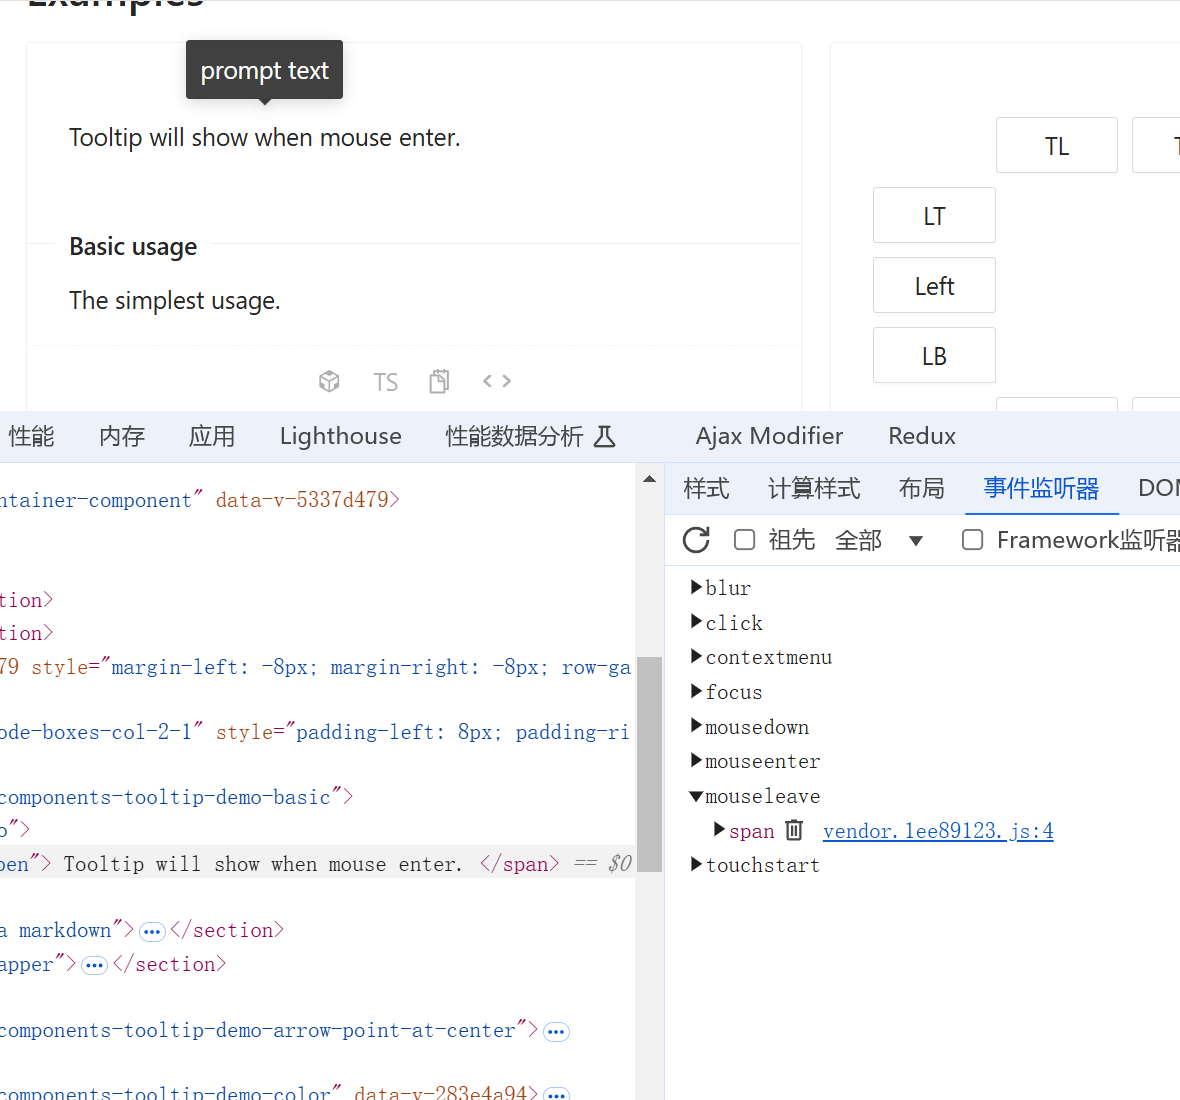 Examples
prompt text
Tooltip will show when mouse enter.
Basic usage
The simplest usage.
TS
TL
LT
Left
LB
性能 内存 应用 Lighthouse 性能数据分析 Ajax Modifier Redux
ntainer-component" data-v-5337d479>
tion>
tion>
79 style="margin-left: -8px; margin-right: -8px; row-ga
ode-boxes-col-2-1" style="padding-left: 8px; padding-ri
components-tooltip-demo-basic">
o">
pen"> Tooltip will show when mouse enter. </span> == $0
a markdown">…</section>
apper">…</section>
components-tooltip-demo-arrow-point-at-center">…
components-tooltip-demo-color" data-v-283e4a94>…
样式 计算样式 布局 事件监听器 DOM
祖先 全部 Framework监听器
blur
click
contextmenu
focus
mousedown
mouseenter
mouseleave
span vendor.1ee89123.js:4
touchstart